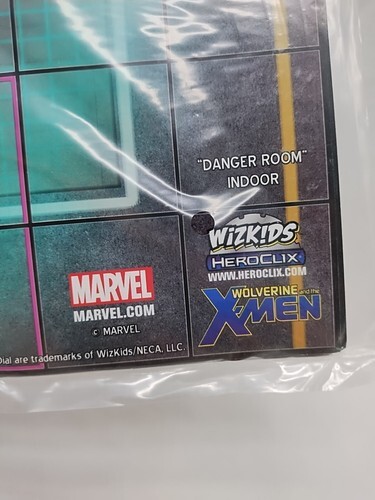 "DANGER ROOM"
INDOOR
WIZKIDS
HEROCLIX
WWW.HEROCLIX.COM
WOLVERINE and the
X-MEN
MARVEL
MARVEL.COM
© MARVEL
Dial are trademarks of WizKids/NECA, LLC.